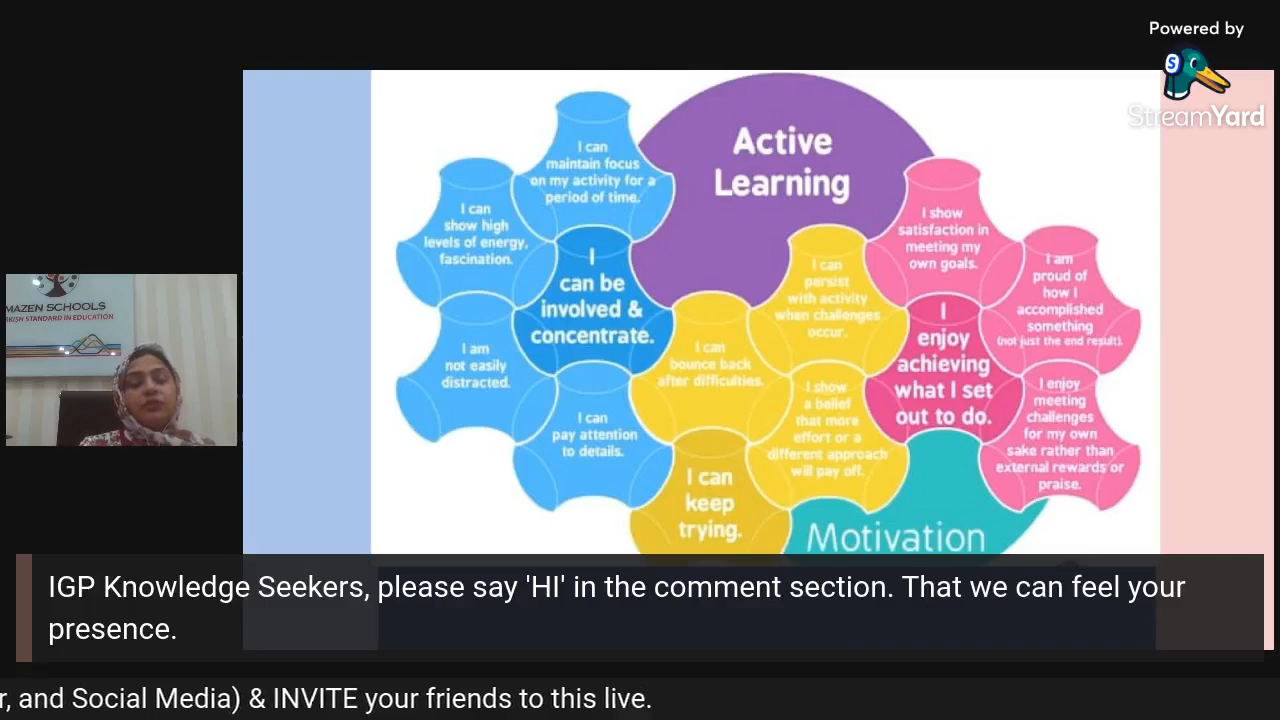 Powered by
StreamYard
Active
Learning
I can
maintain focus
on my activity for a
period of time.
I can
show high
levels of energy,
fascination.
I
can be
involved &
concentrate.
I am
not easily
distracted.
I can
pay attention
to details.
I can
persist
with activity
when challenges
occur.
I can
bounce back
after difficulties.
I show
a belief
that more
effort or a
different approach
will pay off.
I can
keep
trying.
I show
satisfaction in
meeting my
own goals.
I am
proud of
how I
accomplished
something
(not just the end result).
I
enjoy
achieving
what I set
out to do.
I enjoy
meeting
challenges
for my own
sake rather than
external rewards or
praise.
Motivation
MAZEN SCHOOLS
STANDARD IN EDUCATION
IGP Knowledge Seekers, please say 'HI' in the comment section. That we can feel your
presence.
r, and Social Media) & INVITE your friends to this live.